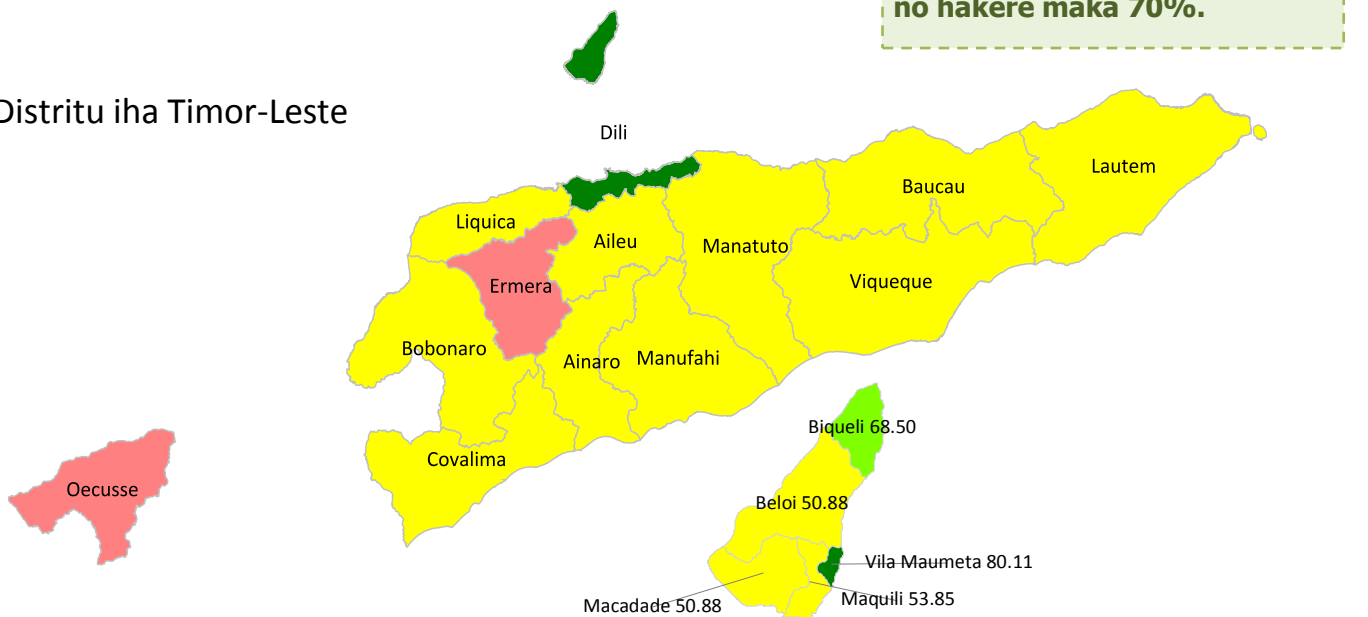 no hakere maka 70%.
Distritu iha Timor-Leste
Dili
Lautem
Baucau
Liquica
Aileu
Manatuto
Viqueque
Ermera
Bobonaro
Ainaro
Manufahi
Covalima
Oecusse
Biqueli 68.50
Beloi 50.88
Vila Maumeta 80.11
Maquili 53.85
Macadade 50.88